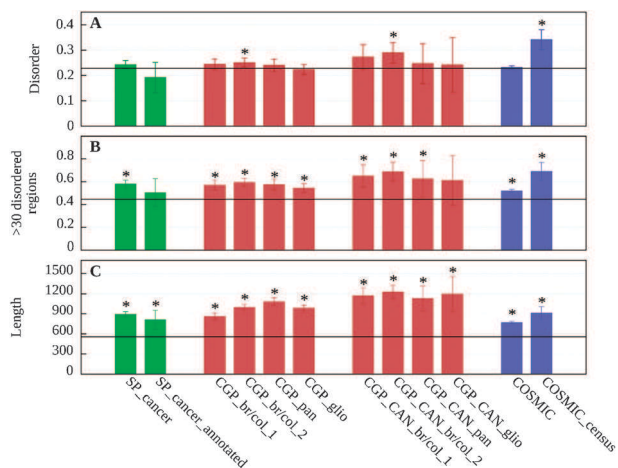 A
Disorder
0.4
0.3
0.2
0.1
0
*
*
*
B
>30 disordered
regions
0.8
0.6
0.4
0.2
0
*
* * * *
* * *
* *
C
Length
1500
1200
900
600
300
0
* *
* * * *
* * * *
* *
SP_cancer
SP_cancer_annotated
CGP_br/col_1
CGP_br/col_2
CGP_pan
CGP_glio
CGP_CAN_br/col_1
CGP_CAN_br/col_2
CGP_CAN_pan
CGP_CAN_glio
COSMIC
COSMIC_census